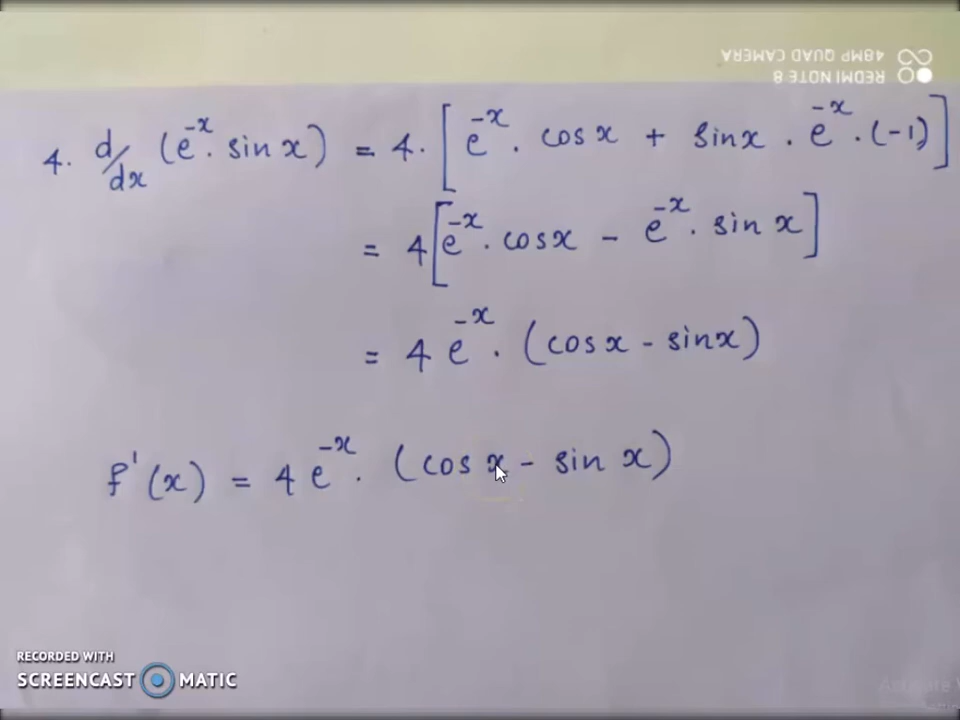 REDMI NOTE 8
48MP QUAD CAMERA
4. d/dx (e^-x . sin x) = 4. [e^-x . cos x + sin x . e^-x . (-1)]
= 4[e^-x . cos x - e^-x . sin x]
= 4 e^-x . (cos x - sin x)
f'(x) = 4 e^-x . (cos x - sin x)
RECORDED WITH
SCREENCAST MATIC
Activate